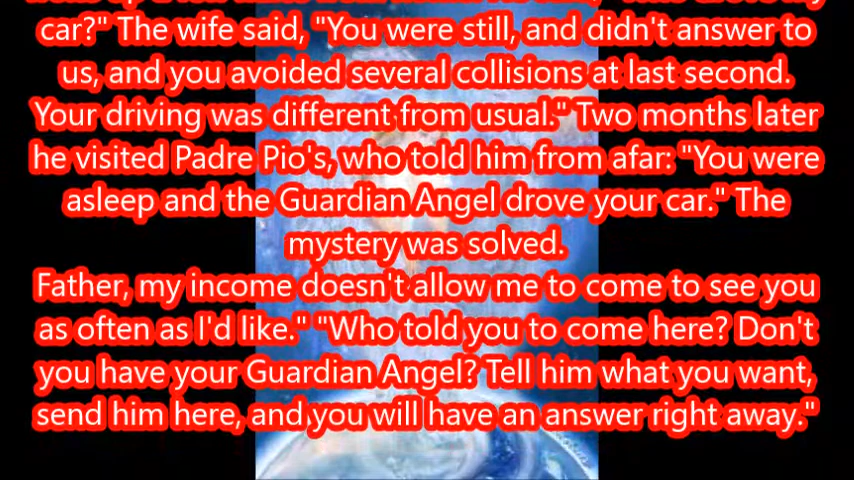 car?" The wife said, "You were still, and didn't answer to
us, and you avoided several collisions at last second.
Your driving was different from usual." Two months later
he visited Padre Pio's, who told him from afar: "You were
asleep and the Guardian Angel drove your car." The
mystery was solved.
Father, my income doesn't allow me to come to see you
as often as I'd like." "Who told you to come here? Don't
you have your Guardian Angel? Tell him what you want,
send him here, and you will have an answer right away."